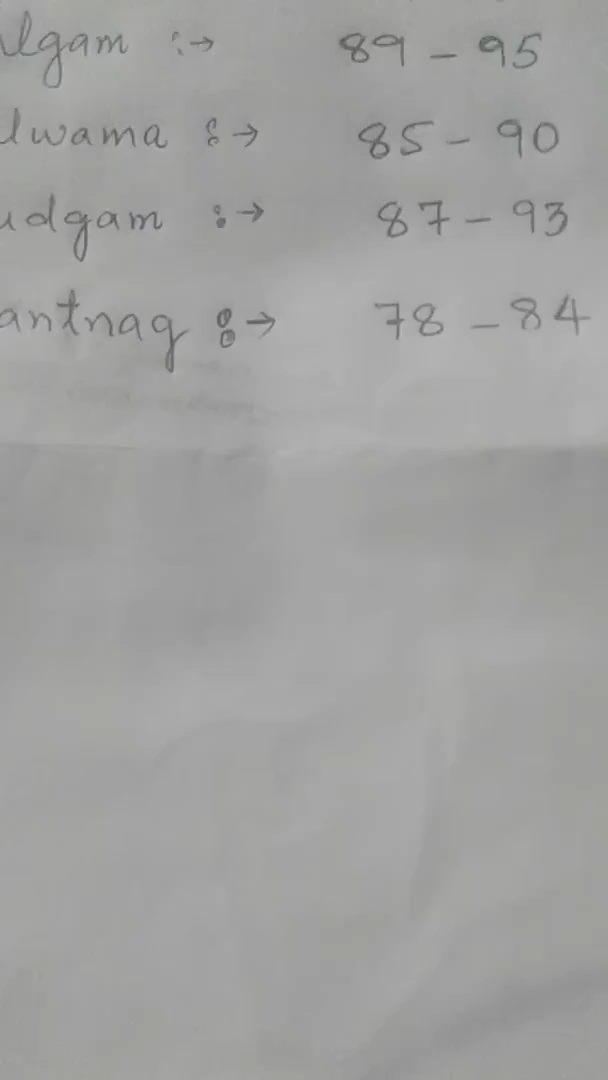 lgam :→ 89 - 95
lwama :→ 85 - 90
udgam :→ 87 - 93
antnag :→ 78 - 84